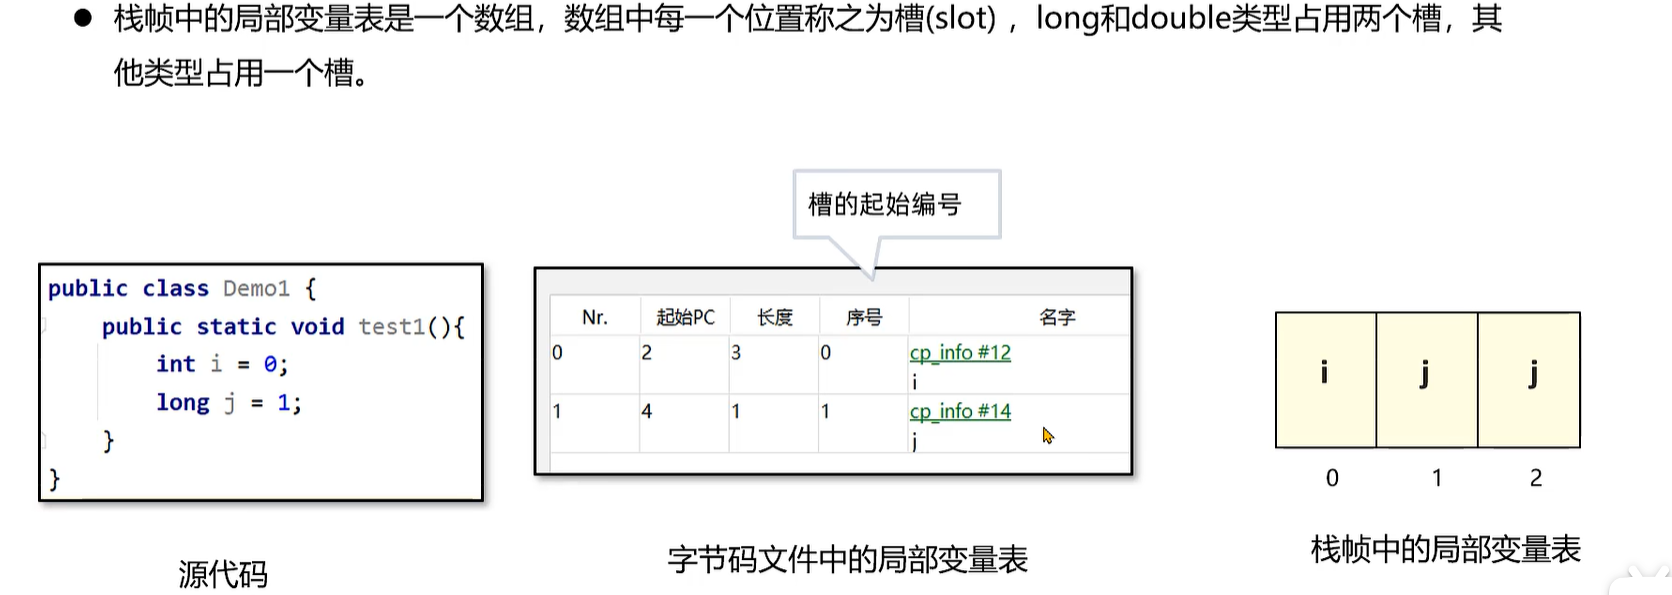 ● 栈帧中的局部变量表是一个数组，数组中每一个位置称之为槽(slot) ，long和double类型占用两个槽，其
他类型占用一个槽。
槽的起始编号
public class Demo1 {
public static void test1(){
int i = 0;
long j = 1;
}
}
源代码
Nr. 起始PC 长度 序号 名字
0 2 3 0 cp_info #12
i
1 4 1 1 cp_info #14
j
字节码文件中的局部变量表
i j j
0 1 2
栈帧中的局部变量表